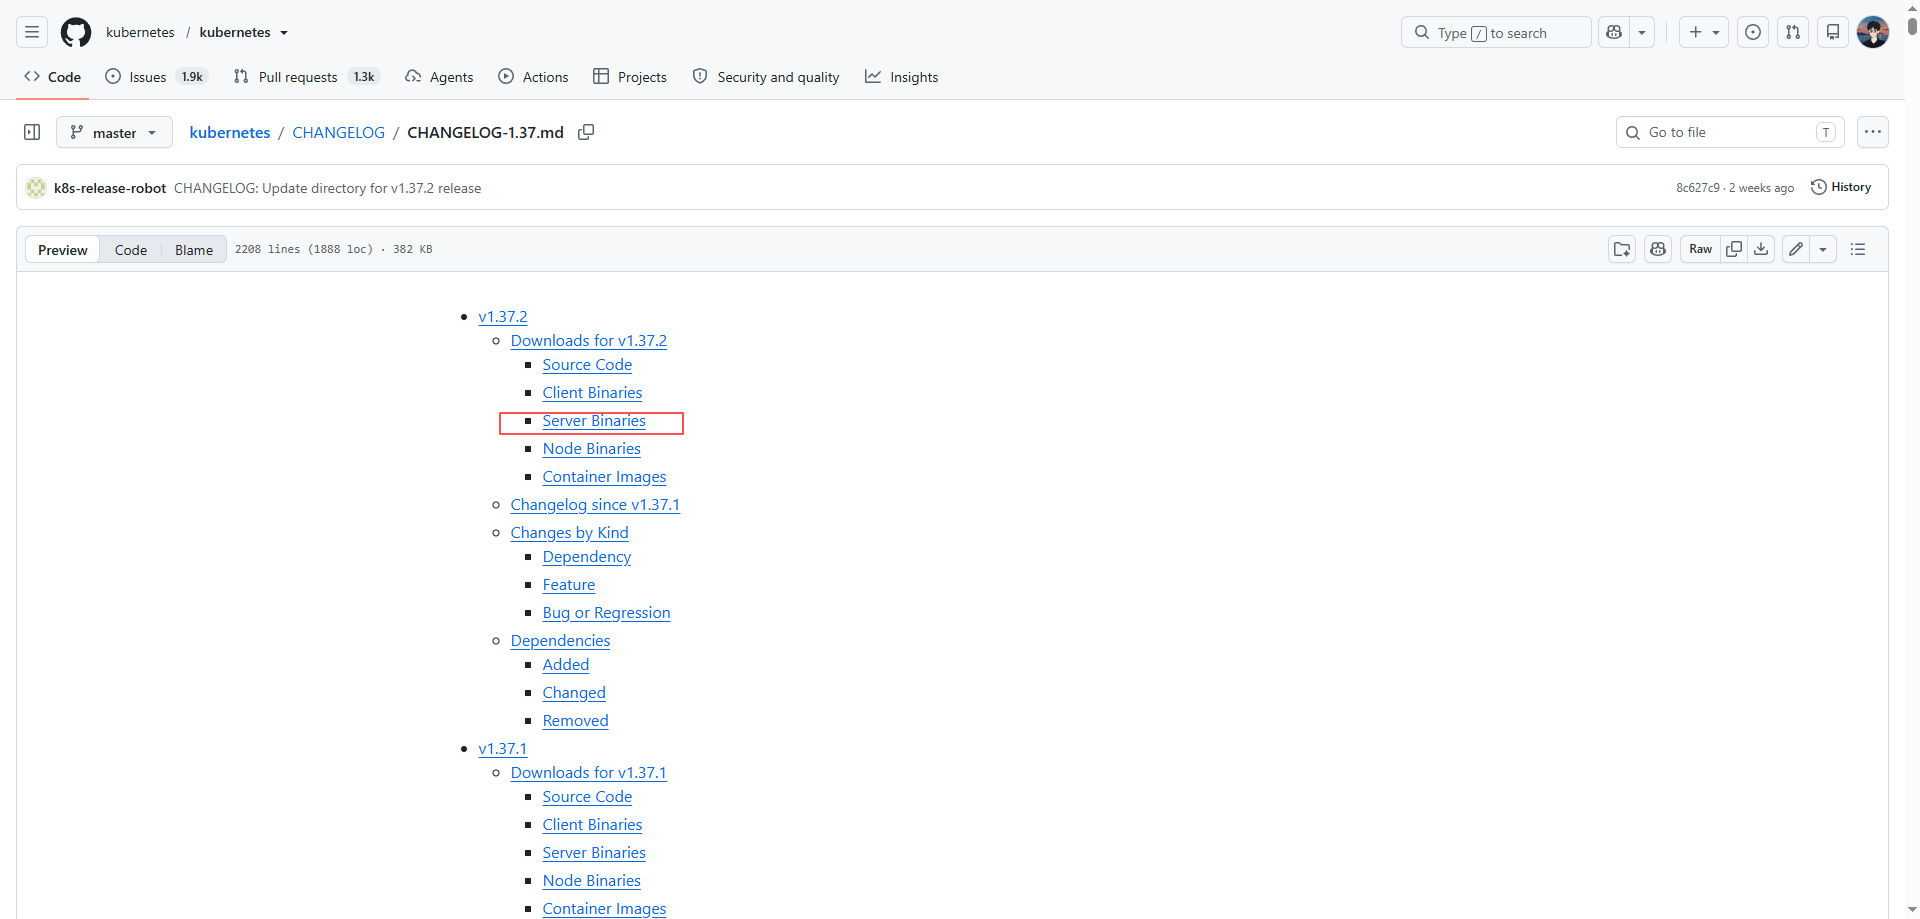 kubernetes / kubernetes
Type / to search
Code
Issues 1.9k
Pull requests 1.3k
Agents
Actions
Projects
Security and quality
Insights
master
kubernetes / CHANGELOG / CHANGELOG-1.37.md
Go to file
T
k8s-release-robot CHANGELOG: Update directory for v1.37.2 release
8c627c9 · 2 weeks ago
History
Preview
Code
Blame
2208 lines (1888 loc) · 382 KB
Raw
v1.37.2
Downloads for v1.37.2
Source Code
Client Binaries
Server Binaries
Node Binaries
Container Images
Changelog since v1.37.1
Changes by Kind
Dependency
Feature
Bug or Regression
Dependencies
Added
Changed
Removed
v1.37.1
Downloads for v1.37.1
Source Code
Client Binaries
Server Binaries
Node Binaries
Container Images